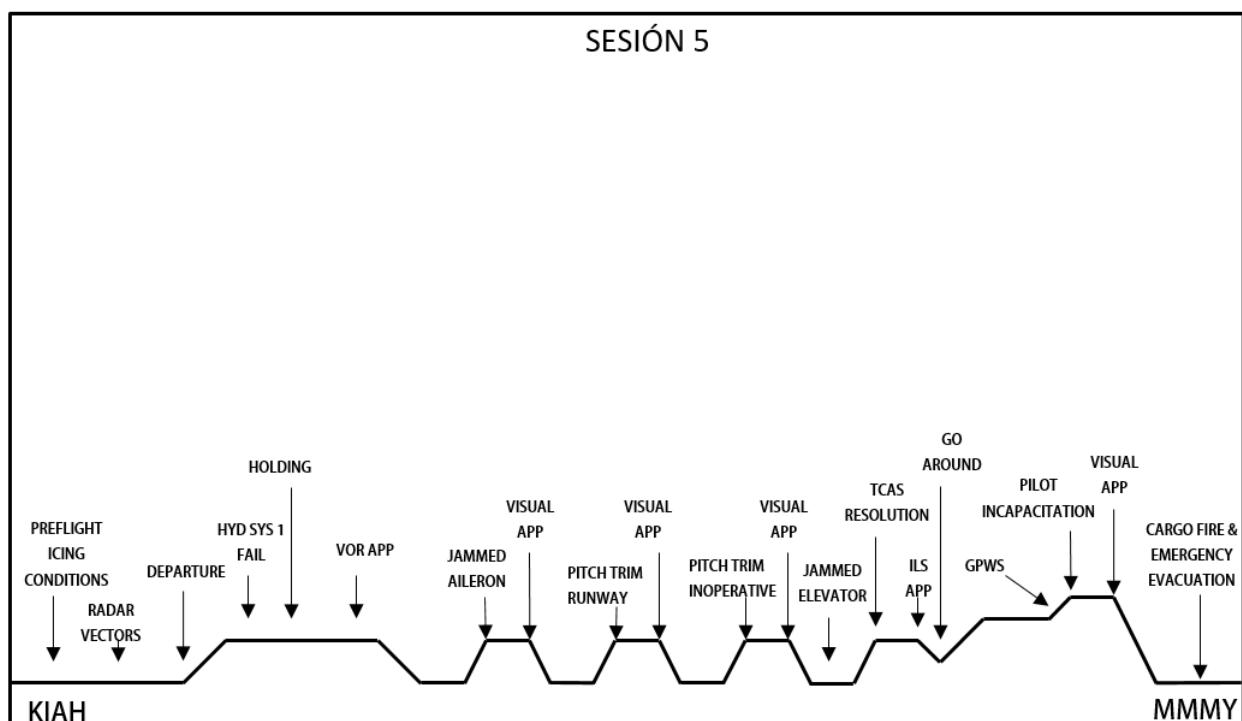 SESIÓN 5
PREFLIGHT
ICING
CONDITIONS
RADAR
VECTORS
DEPARTURE
HYD SYS 1
FAIL
HOLDING
VOR APP
JAMMED
AILERON
VISUAL
APP
PITCH TRIM
RUNWAY
VISUAL
APP
PITCH TRIM
INOPERATIVE
VISUAL
APP
JAMMED
ELEVATOR
TCAS
RESOLUTION
ILS
APP
GO
AROUND
GPWS
PILOT
INCAPACITATION
VISUAL
APP
CARGO FIRE &
EMERGENCY
EVACUATION
KIAH
MMMY